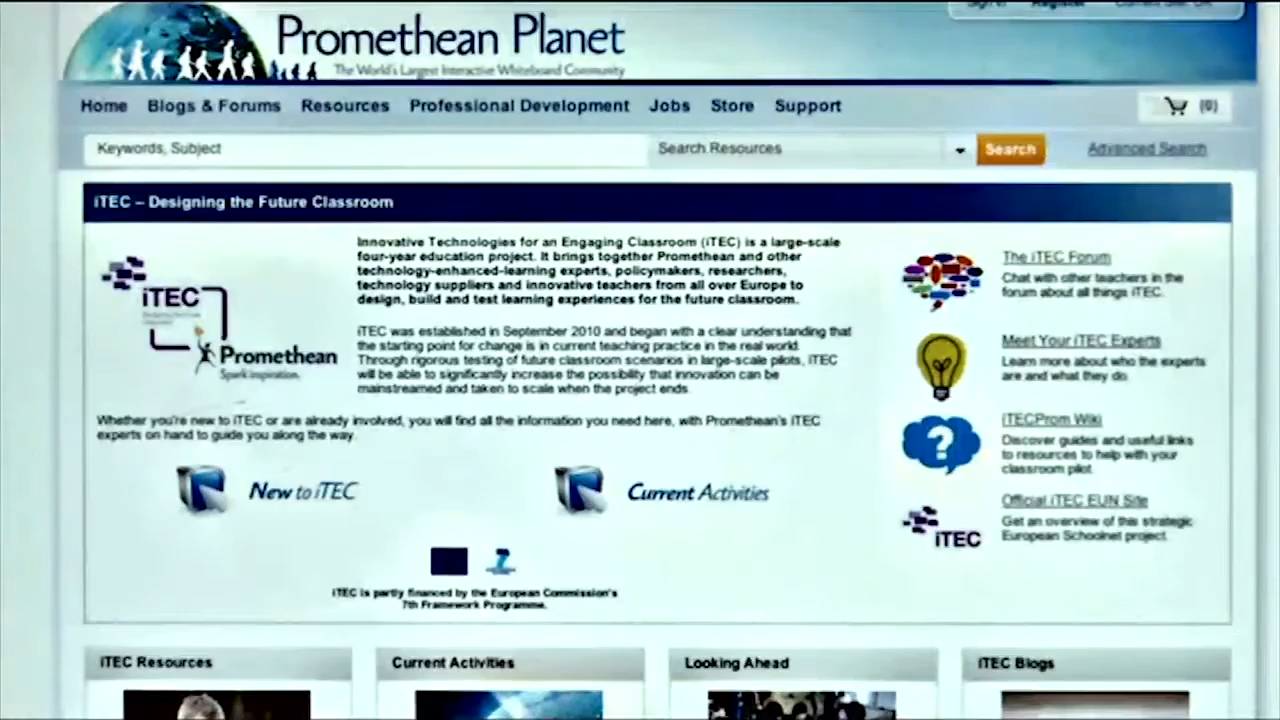 Promethean Planet
The World's Largest Interactive Whiteboard Community
Home Blogs & Forums Resources Professional Development Jobs Store Support
(0)
Keywords, Subject
Search Resources
Search
Advanced Search
iTEC – Designing the Future Classroom
Innovative Technologies for an Engaging Classroom (iTEC) is a large-scale
four-year education project. It brings together Promethean and other
technology-enhanced-learning experts, policymakers, researchers,
technology suppliers and innovative teachers from all over Europe to
design, build and test learning experiences for the future classroom.
iTEC
Promethean
Spark inspiration.
iTEC was established in September 2010 and began with a clear understanding that
the starting point for change is in current teaching practice in the real world.
Through rigorous testing of future classroom scenarios in large-scale pilots, iTEC
will be able to significantly increase the possibility that innovation can be
mainstreamed and taken to scale when the project ends.
Whether you're new to iTEC or are already involved, you will find all the information you need here, with Promethean's iTEC
experts on hand to guide you along the way.
New to iTEC
Current Activities
iTEC is partly financed by the European Commission's
7th Framework Programme.
The iTEC Forum
Chat with other teachers in the
forum about all things iTEC.
Meet Your iTEC Experts
Learn more about who the experts
are and what they do
?
iTECProm Wiki
Discover guides and useful links
to resources to help with your
classroom pilot.
iTEC
Official iTEC EUN Site
Get an overview of this strategic
European Schoolnet project.
iTEC Resources
Current Activities
Looking Ahead
iTEC Blogs